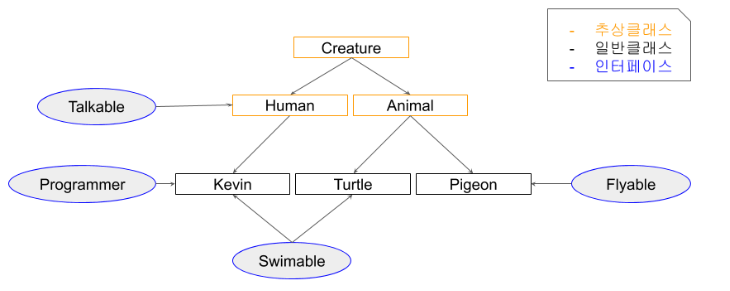 - 추상클래스
- 일반클래스
- 인터페이스
Creature
Talkable
Human
Animal
Programmer
Kevin
Turtle
Pigeon
Flyable
Swimable